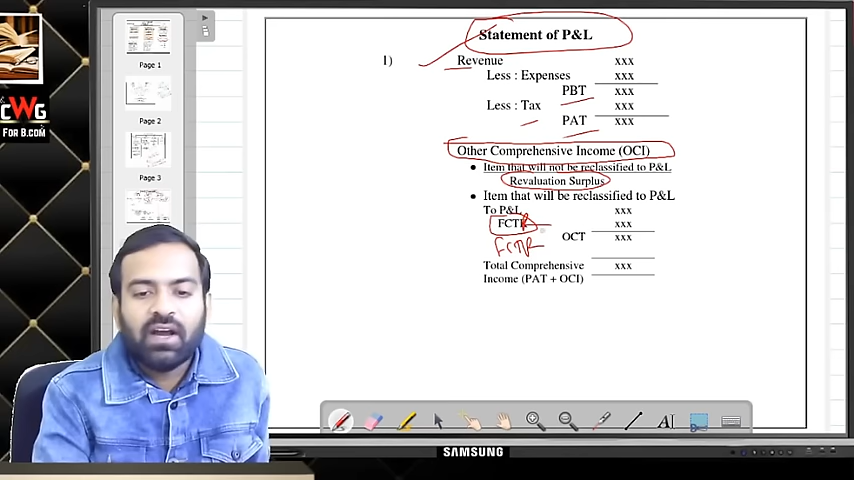 Statement of P&L
1) Revenue xxx
Less : Expenses xxx
PBT xxx
Less : Tax xxx
PAT xxx
Other Comprehensive Income (OCI)
• Item that will not be reclassified to P&L
Revaluation Surplus
• Item that will be reclassified to P&L
To P&L xxx
FCTR xxx
FCTR
OCT xxx
Total Comprehensive xxx
Income (PAT + OCI)
Page 1
Page 2
Page 3
CWG
FOR B.COM
AI
SAMSUNG